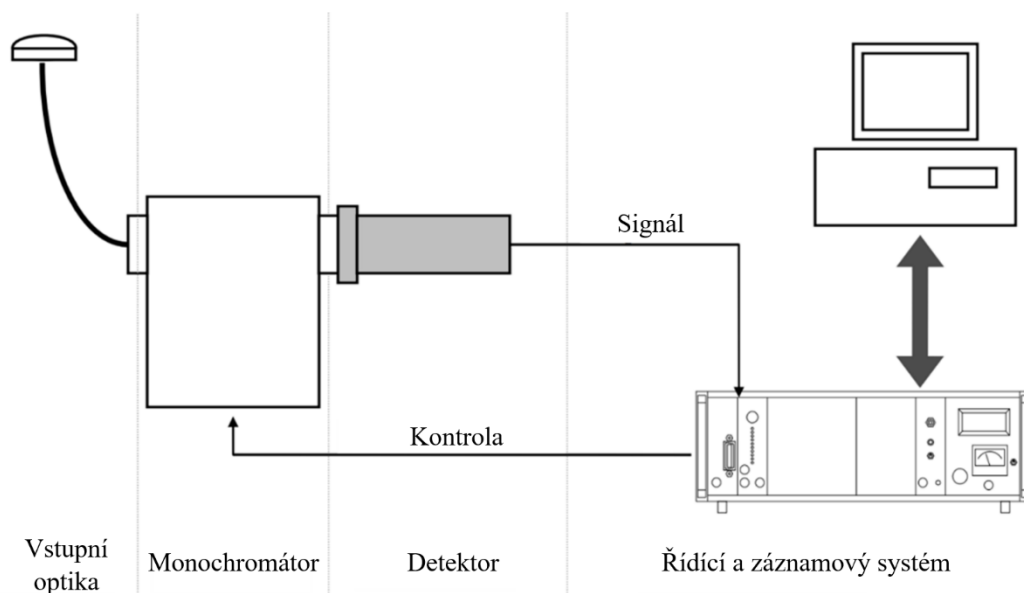 Signál
Kontrola
Vstupní
optika
Monochromátor
Detektor
Řídící a záznamový systém